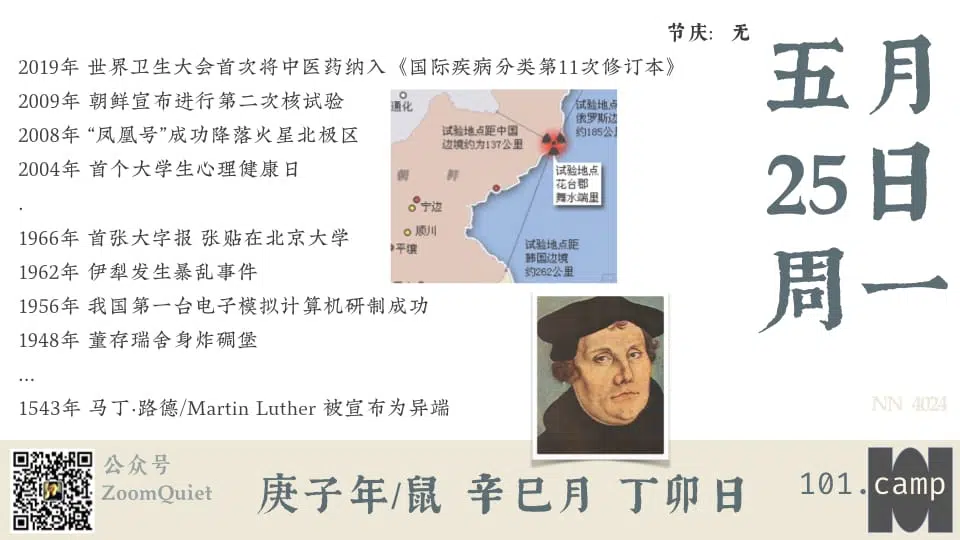 节庆: 无
五月
25日
周一
2019年 世界卫生大会首次将中医药纳入《国际疾病分类第11次修订本》
2009年 朝鲜宣布进行第二次核试验
2008年 “凤凰号”成功降落火星北极区
2004年 首个大学生心理健康日
.
1966年 首张大字报 张贴在北京大学
1962年 伊犁发生暴乱事件
1956年 我国第一台电子模拟计算机研制成功
1948年 董存瑞舍身炸碉堡
...
1543年 马丁·路德/Martin Luther 被宣布为异端
通化
试验地点距中国
边境约为137公里
试验地点距
俄罗斯边
约185公
试验地点
花台郡
舞水端里
朝 鲜
宁边
顺川
平壤
试验地点距
韩国边境
约262公里
NN 4024
公众号
ZoomQuiet
庚子年/鼠 辛巳月 丁卯日
101.camp